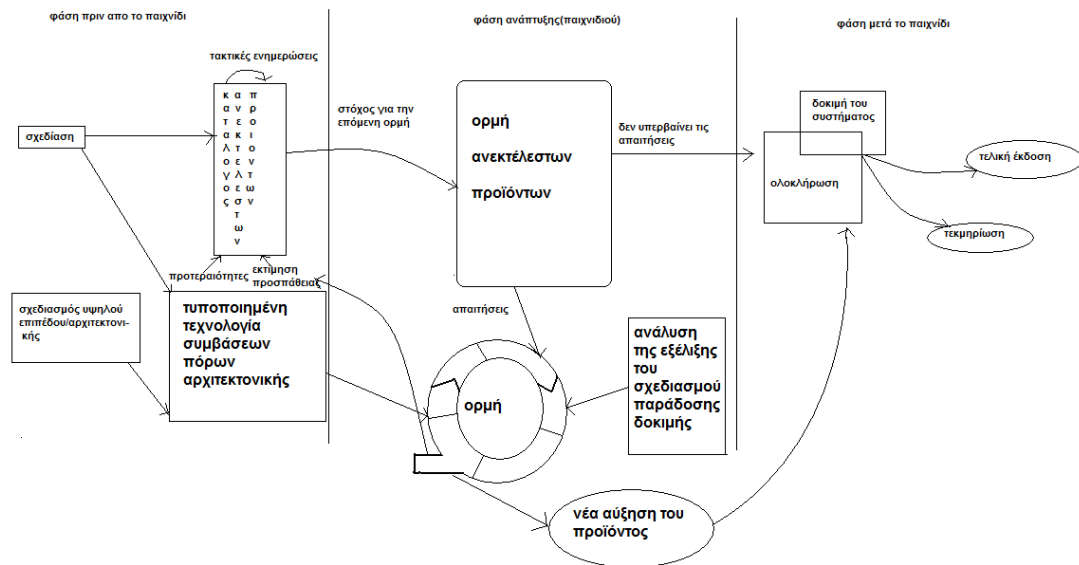 φάση πριν απο το παιχνίδι
φάση ανάπτυξης(παιχνιδιού)
φάση μετά το παιχνίδι
τακτικές ενημερώσεις
καταλογος
ανεκτελεστων
προιοντων
σχεδίαση
στόχος για την
επόμενη ορμή
ορμή
ανεκτέλεστων
προϊόντων
δεν υπερβαίνει τις
απαιτήσεις
δοκιμή του
συστήματος
ολοκλήρωση
τελική έκδοση
τεκμηρίωση
προτεραιότητες
εκτίμηση
προσπάθειας
σχεδιασμός υψηλού
επιπέδου/αρχιτεκτονι-
κής
τυποποιημένη
τεχνολογία
συμβάσεων
πόρων
αρχιτεκτονικής
απαιτήσεις
ορμή
ανάλυση
της εξέλιξης
του
σχεδιασμού
παράδοσης
δοκιμής
νέα αύξηση του
προϊόντος